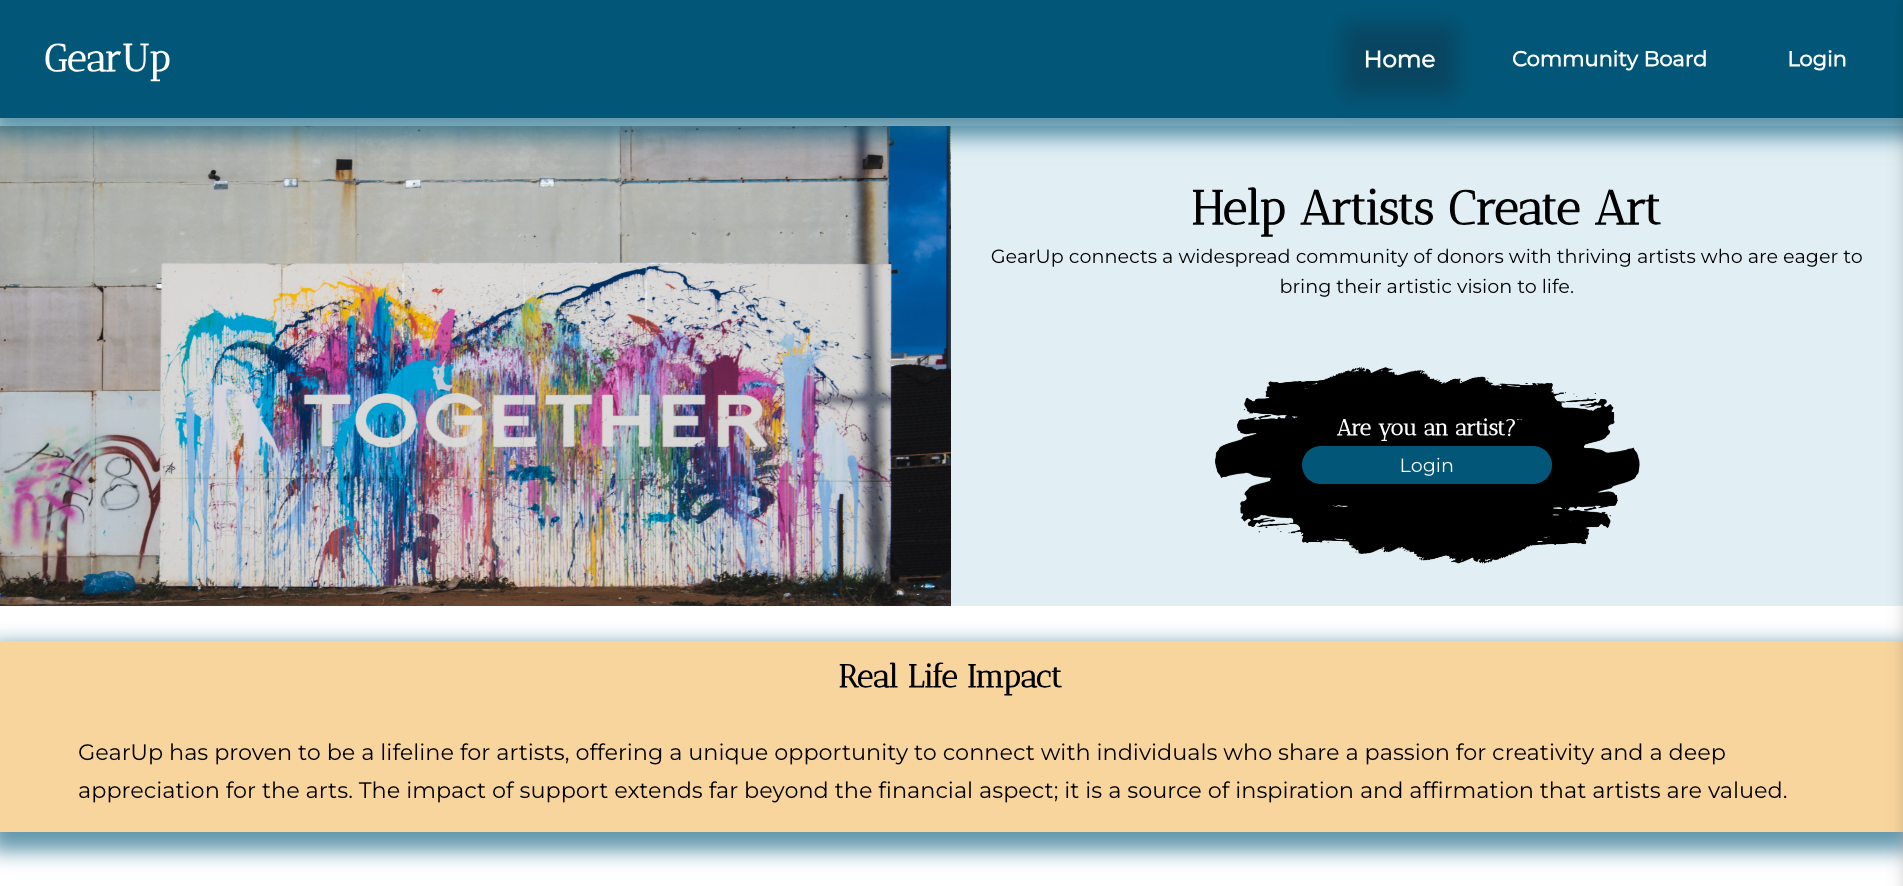 GearUp
Home
Community Board
Login
TOGETHER
Help Artists Create Art
GearUp connects a widespread community of donors with thriving artists who are eager to
bring their artistic vision to life.
Are you an artist?
Login
Real Life Impact
GearUp has proven to be a lifeline for artists, offering a unique opportunity to connect with individuals who share a passion for creativity and a deep
appreciation for the arts. The impact of support extends far beyond the financial aspect; it is a source of inspiration and affirmation that artists are valued.